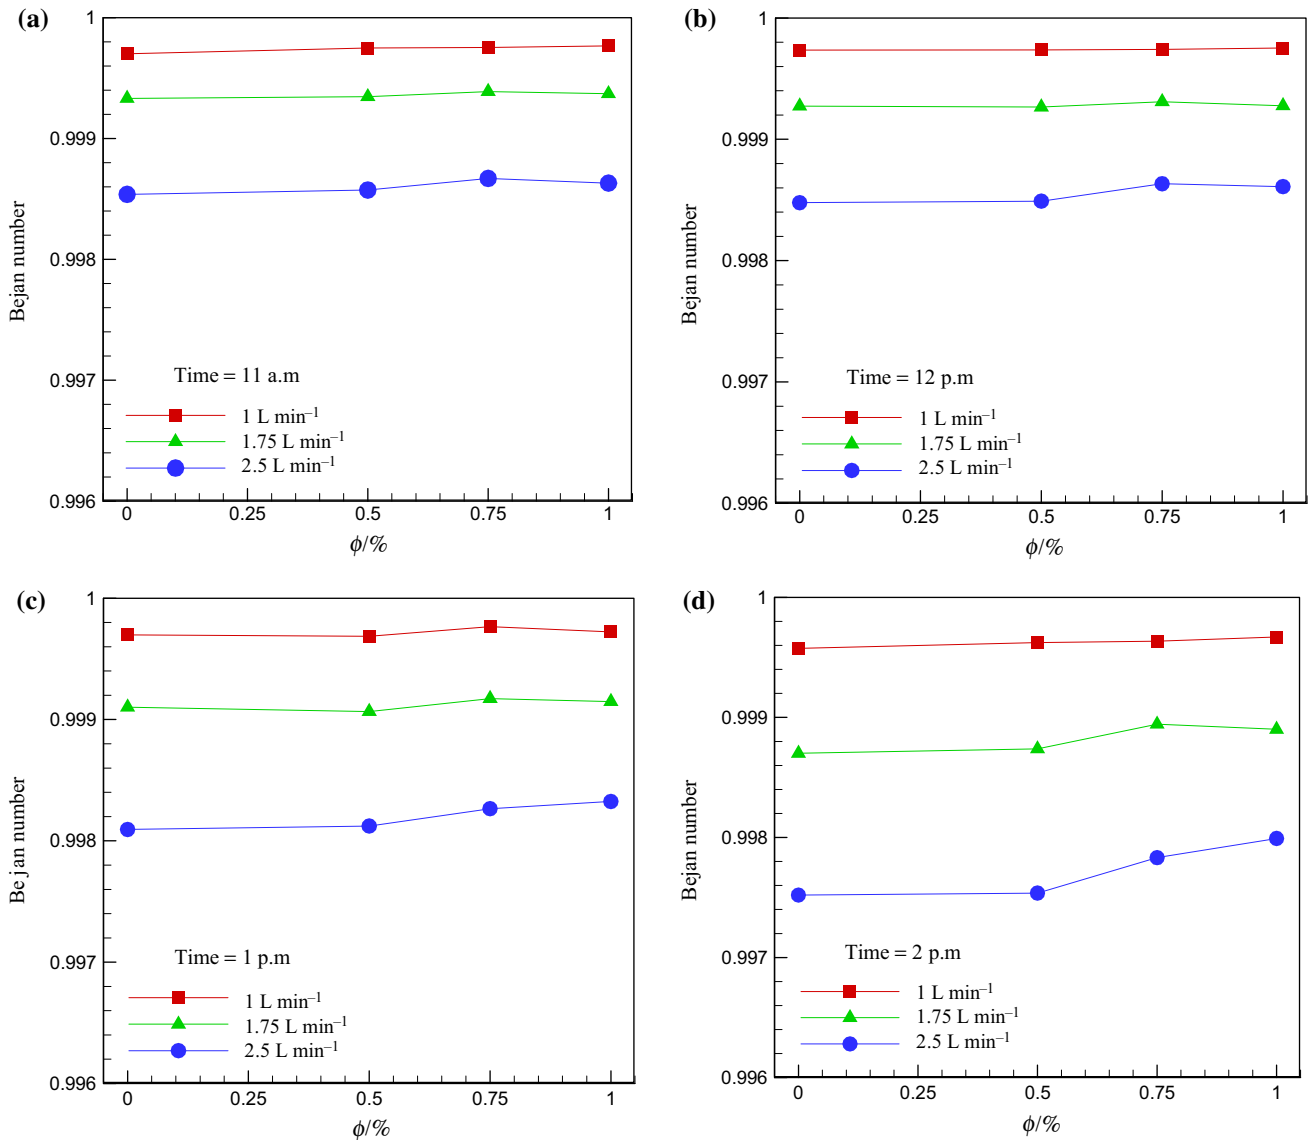 (a)
1
0.999
0.998
0.997
0.996
Bejan number
Time = 11 a.m
1 L min⁻¹
1.75 L min⁻¹
2.5 L min⁻¹
0 0.25 0.5 0.75 1
ϕ/%
(b)
1
0.999
0.998
0.997
0.996
Bejan number
Time = 12 p.m
1 L min⁻¹
1.75 L min⁻¹
2.5 L min⁻¹
0 0.25 0.5 0.75 1
ϕ/%
(c)
1
0.999
0.998
0.997
0.996
Bejan number
Time = 1 p.m
1 L min⁻¹
1.75 L min⁻¹
2.5 L min⁻¹
0 0.25 0.5 0.75 1
ϕ/%
(d)
1
0.999
0.998
0.997
0.996
Bejan number
Time = 2 p.m
1 L min⁻¹
1.75 L min⁻¹
2.5 L min⁻¹
0 0.25 0.5 0.75 1
ϕ/%